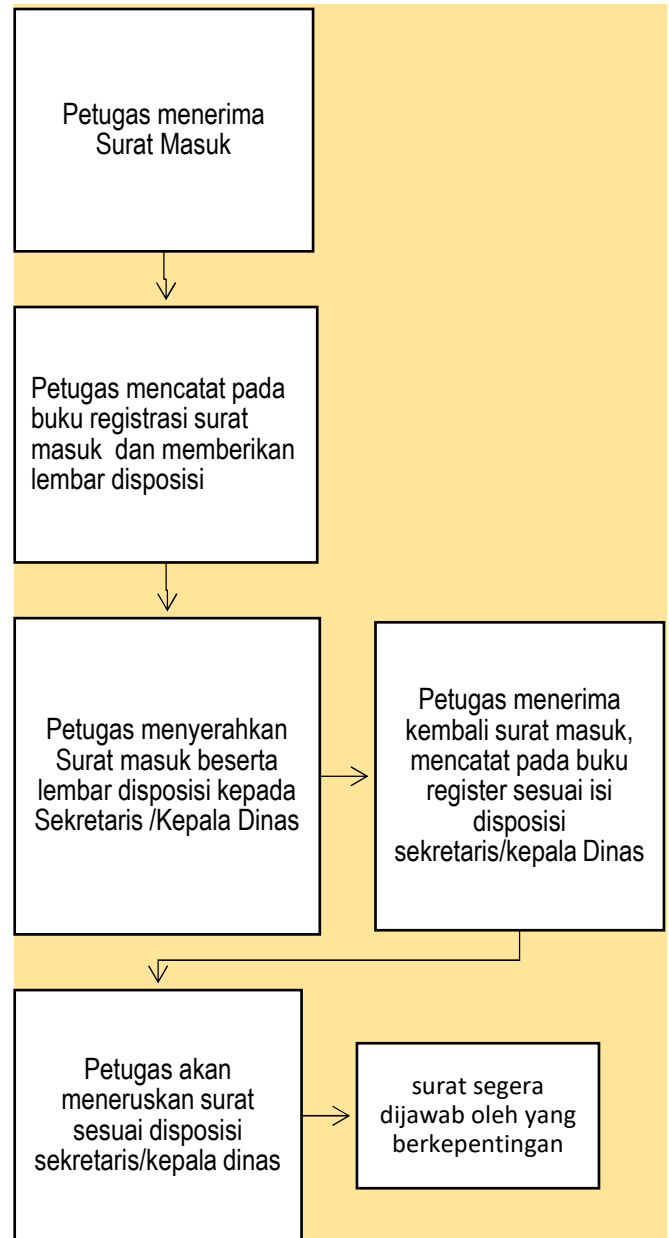 Petugas menerima
Surat Masuk
Petugas mencatat pada
buku registrasi surat
masuk  dan memberikan
lembar disposisi
Petugas menyerahkan
Surat masuk beserta
lembar disposisi kepada
Sekretaris /Kepala Dinas
Petugas menerima
kembali surat masuk,
mencatat pada buku
register sesuai isi
disposisi
sekretaris/kepala Dinas
Petugas akan
meneruskan surat
sesuai disposisi
sekretaris/kepala dinas
surat segera
dijawab oleh yang
berkepentingan